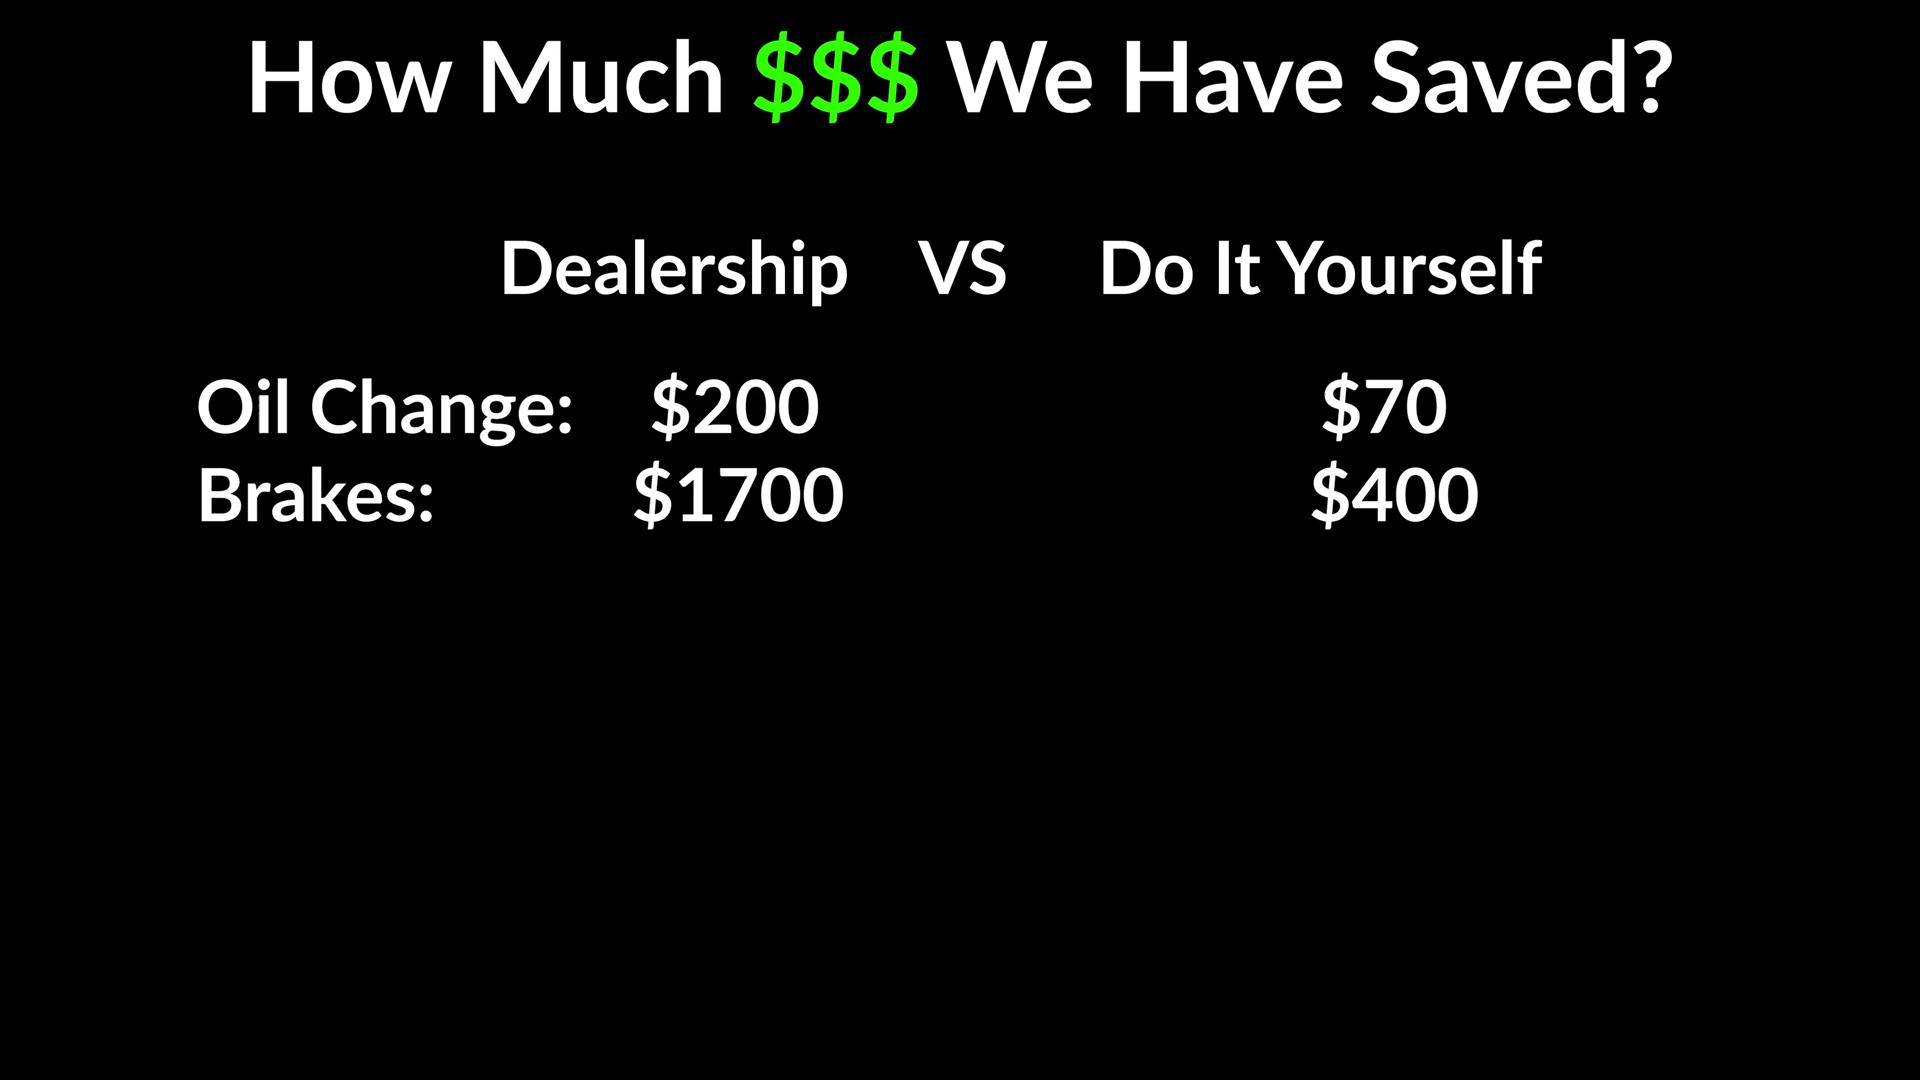 How Much $$$ We Have Saved?
Dealership VS Do It Yourself
Oil Change: $200 $70
Brakes: $1700 $400